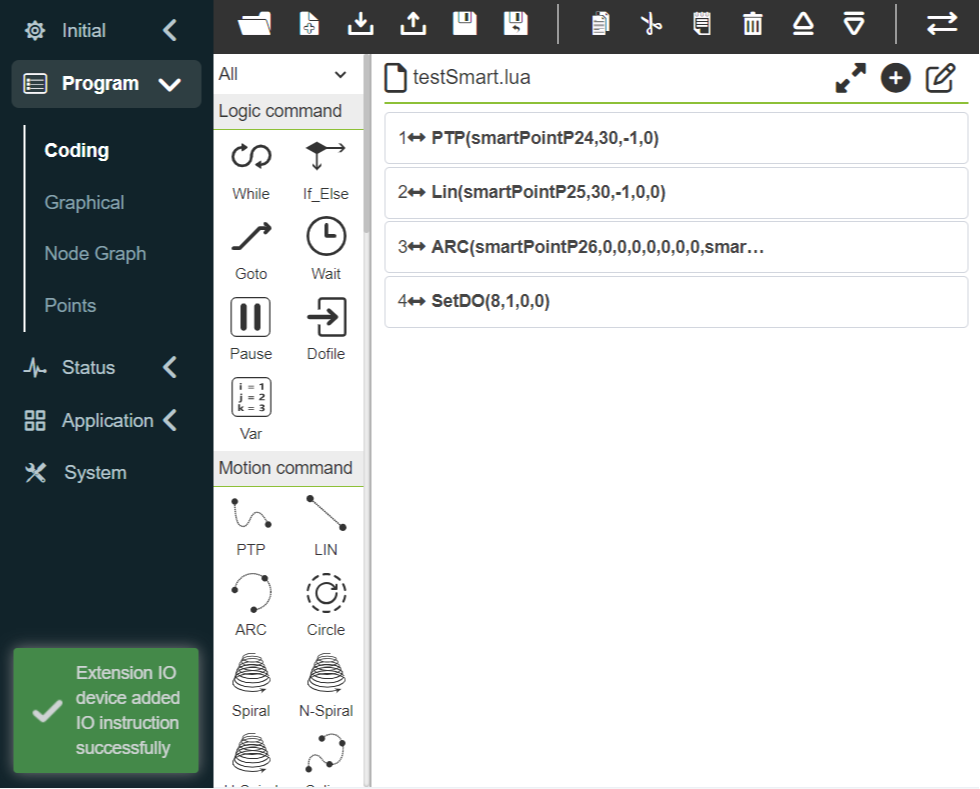 Initial
Program
Coding
Graphical
Node Graph
Points
Status
Application
System
Extension IO
device added
IO instruction
successfully
All
Logic command
While
If_Else
Goto
Wait
Pause
Dofile
i = 1
j = 2
k = 3
Var
Motion command
PTP
LIN
ARC
Circle
Spiral
N-Spiral
testSmart.lua
1 PTP(smartPointP24,30,-1,0)
2 Lin(smartPointP25,30,-1,0,0)
3 ARC(smartPointP26,0,0,0,0,0,0,0,smar...
4 SetDO(8,1,0,0)